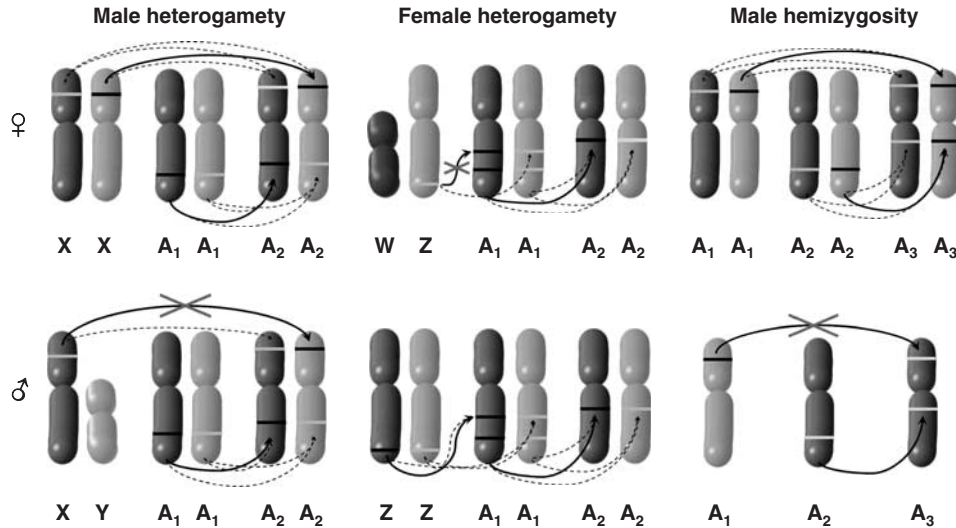 Male heterogamety Female heterogamety Male hemizygosity
♀
X X A₁ A₁ A₂ A₂ W Z A₁ A₁ A₂ A₂ A₁ A₁ A₂ A₂ A₃ A₃
♂
X Y A₁ A₁ A₂ A₂ Z Z A₁ A₁ A₂ A₂ A₁ A₂ A₃